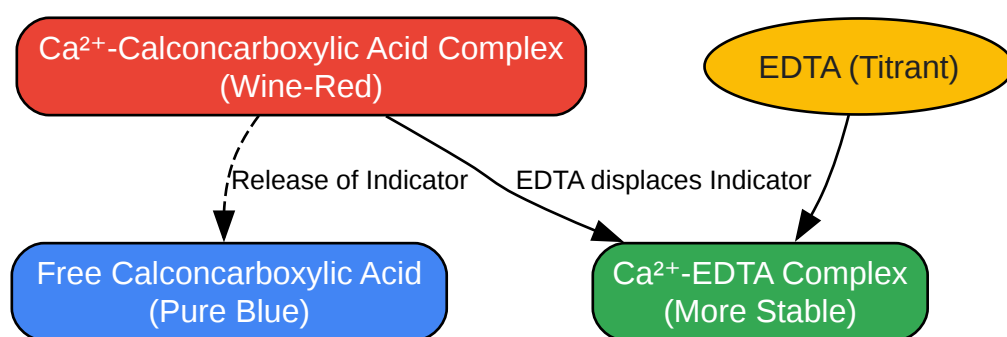 Ca²⁺-Calconcarboxylic Acid Complex
(Wine-Red)
EDTA (Titrant)
Release of Indicator
EDTA displaces Indicator
Free Calconcarboxylic Acid
(Pure Blue)
Ca²⁺-EDTA Complex
(More Stable)